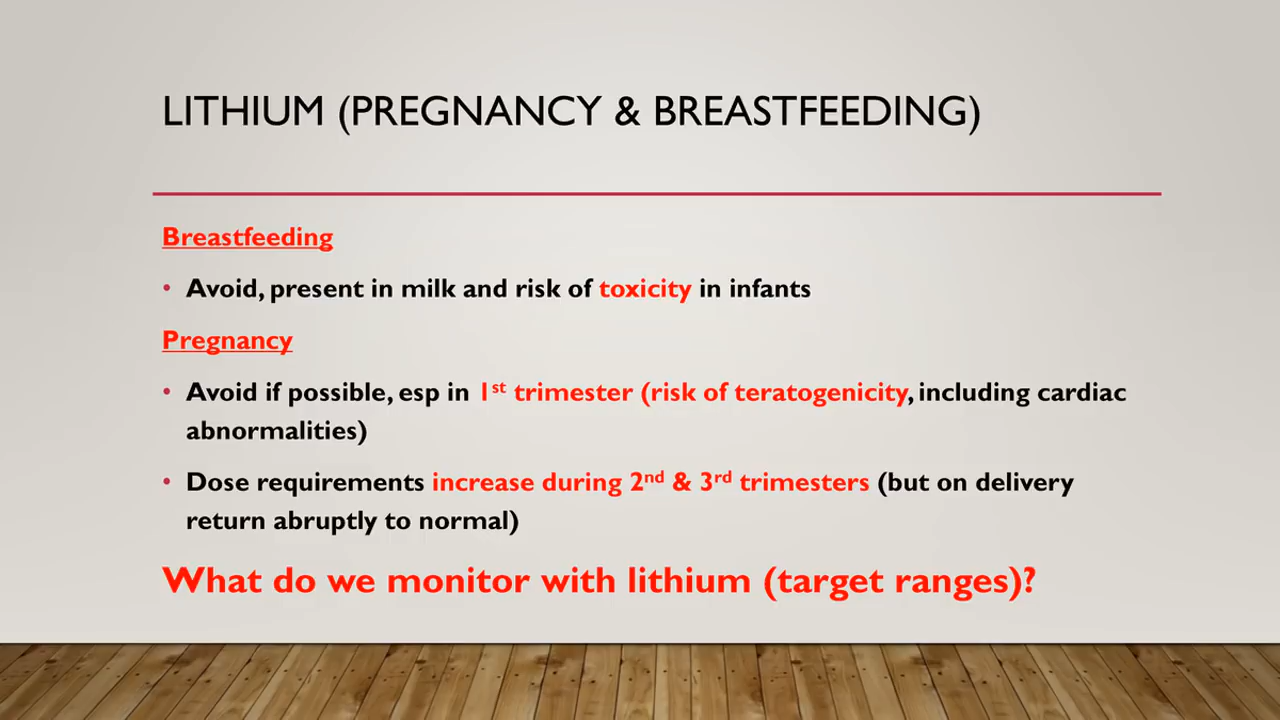 LITHIUM (PREGNANCY & BREASTFEEDING)
Breastfeeding
• Avoid, present in milk and risk of toxicity in infants
Pregnancy
• Avoid if possible, esp in 1st trimester (risk of teratogenicity, including cardiac
abnormalities)
• Dose requirements increase during 2nd & 3rd trimesters (but on delivery
return abruptly to normal)
What do we monitor with lithium (target ranges)?